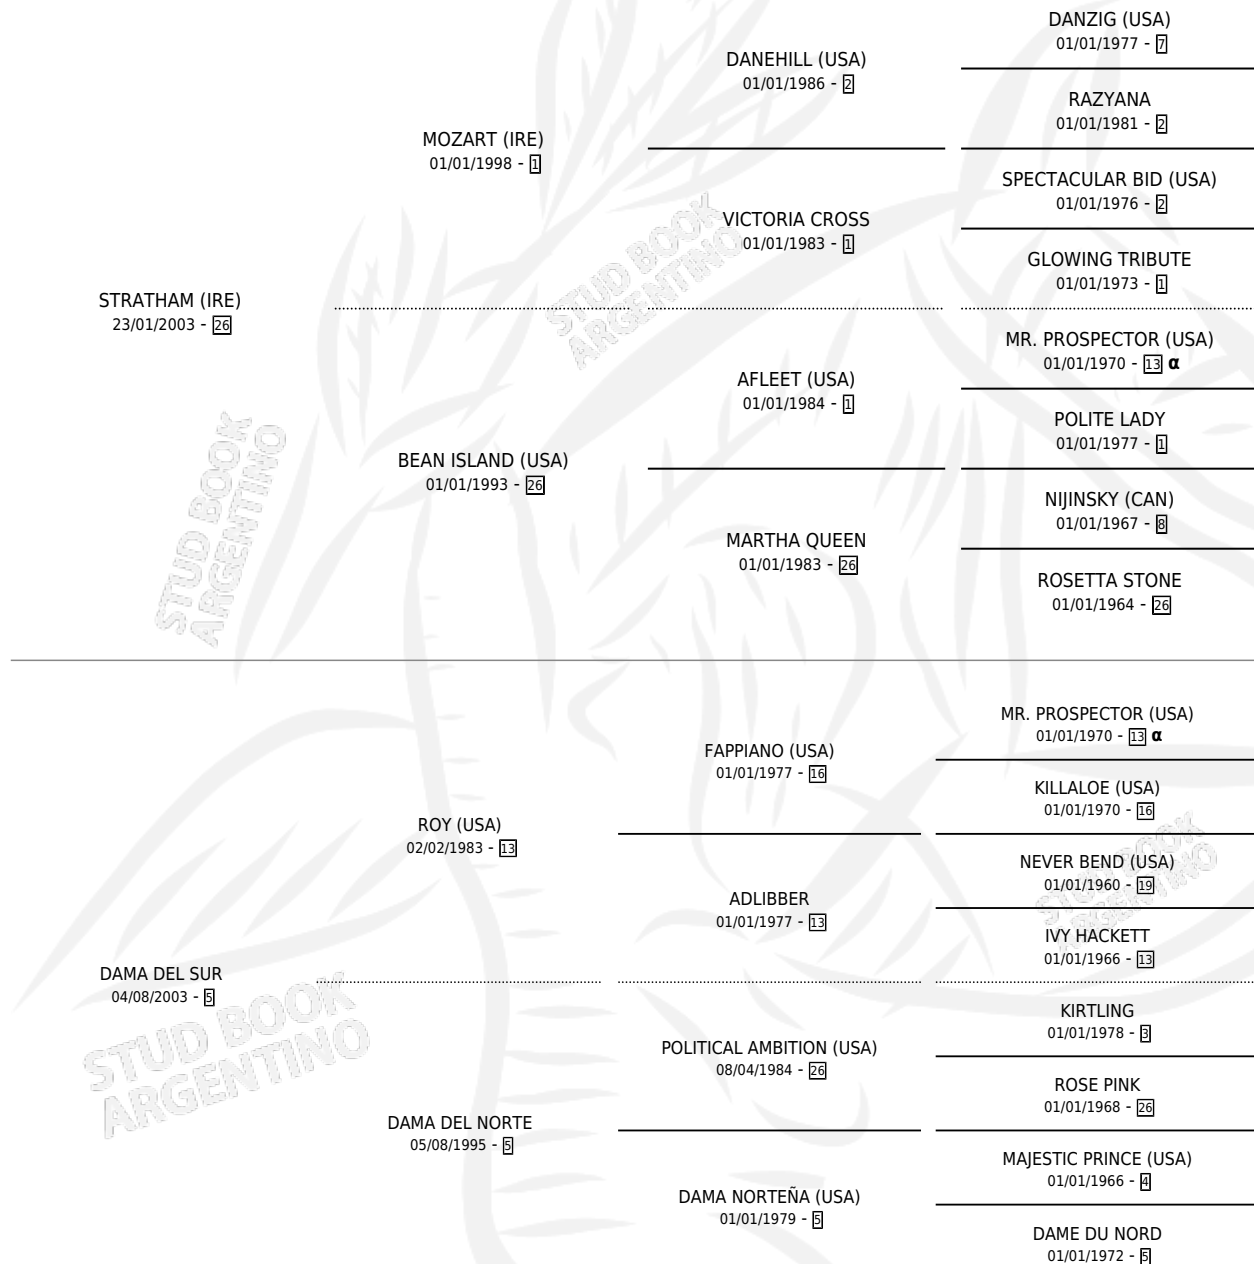 DANZIG (USA)
01/01/1977 - 7
DANEHILL (USA)
01/01/1986 - 2
RAZYANA
01/01/1981 - 2
MOZART (IRE)
01/01/1998 - 1
SPECTACULAR BID (USA)
01/01/1976 - 2
VICTORIA CROSS
01/01/1983 - 1
GLOWING TRIBUTE
01/01/1973 - 1
STRATHAM (IRE)
23/01/2003 - 26
MR. PROSPECTOR (USA)
01/01/1970 - 13 α
AFLEET (USA)
01/01/1984 - 1
POLITE LADY
01/01/1977 - 1
BEAN ISLAND (USA)
01/01/1993 - 26
NIJINSKY (CAN)
01/01/1967 - 8
MARTHA QUEEN
01/01/1983 - 26
ROSETTA STONE
01/01/1964 - 26
MR. PROSPECTOR (USA)
01/01/1970 - 13 α
FAPPIANO (USA)
01/01/1977 - 16
KILLALOE (USA)
01/01/1970 - 16
ROY (USA)
02/02/1983 - 13
NEVER BEND (USA)
01/01/1960 - 19
ADLIBBER
01/01/1977 - 13
IVY HACKETT
01/01/1966 - 13
DAMA DEL SUR
04/08/2003 - 5
KIRTLING
01/01/1978 - 3
POLITICAL AMBITION (USA)
08/04/1984 - 26
ROSE PINK
01/01/1968 - 26
DAMA DEL NORTE
05/08/1995 - 5
MAJESTIC PRINCE (USA)
01/01/1966 - 4
DAMA NORTEÑA (USA)
01/01/1979 - 5
DAME DU NORD
01/01/1972 - 5
STUD BOOK
ARGENTINO
STUD BOOK
ARGENTINO
STUD BOOK
ARGENTINO
STUD BOOK
ARGENTINO